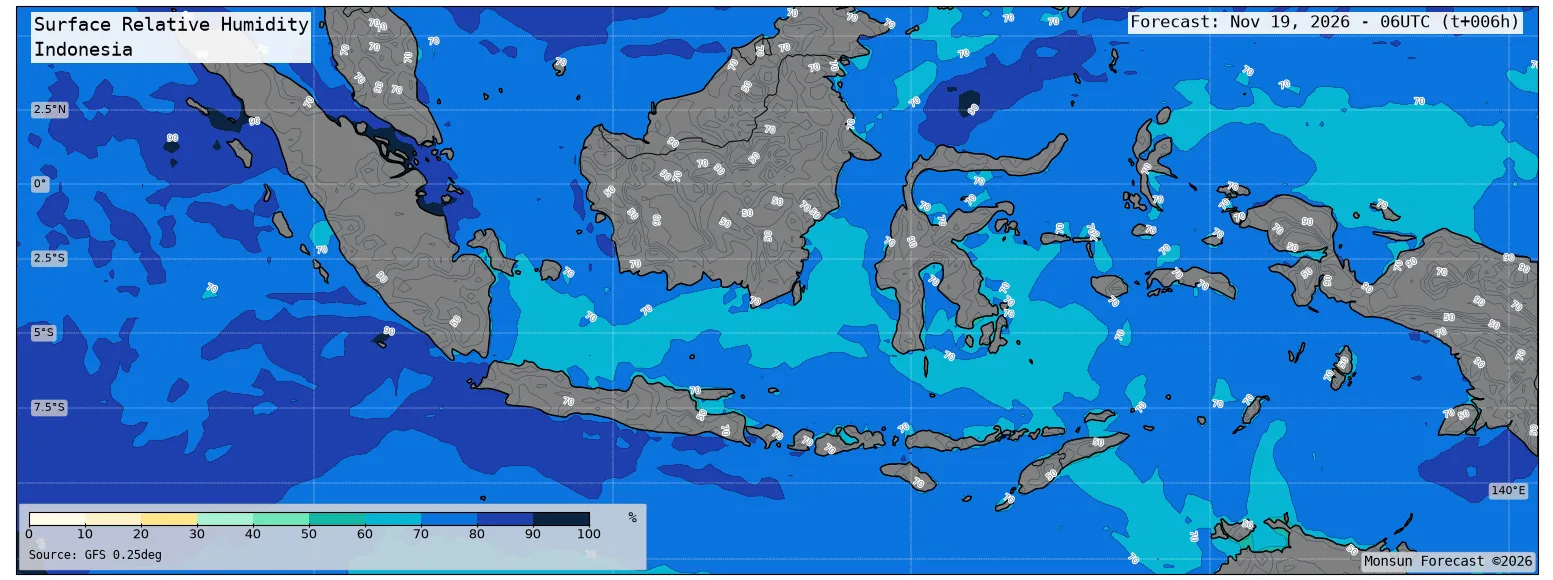 Surface Relative Humidity
Indonesia
Forecast: Nov 19, 2026 - 06UTC (t+006h)
2.5°N
0°
2.5°S
5°S
7.5°S
140°E
0 10 20 30 40 50 60 70 80 90 100
%
Source: GFS 0.25deg
Monsun Forecast ©2026